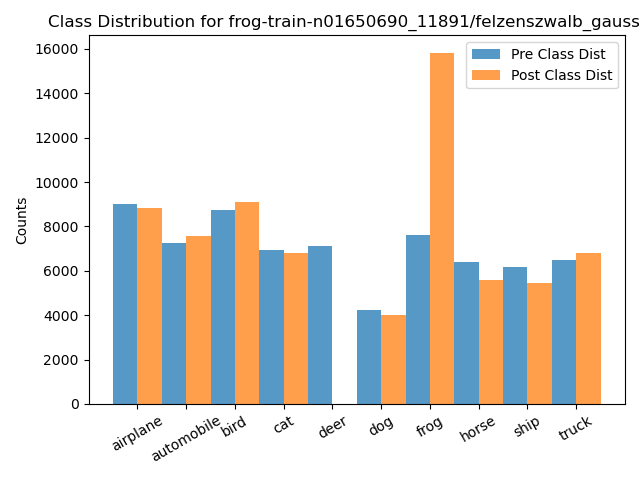 Class Distribution for frog-train-n01650690_11891/felzenszwalb_gauss
Pre Class Dist
Post Class Dist
Counts
16000
14000
12000
10000
8000
6000
4000
2000
0
airplane
automobile
bird
cat
deer
dog
frog
horse
ship
truck